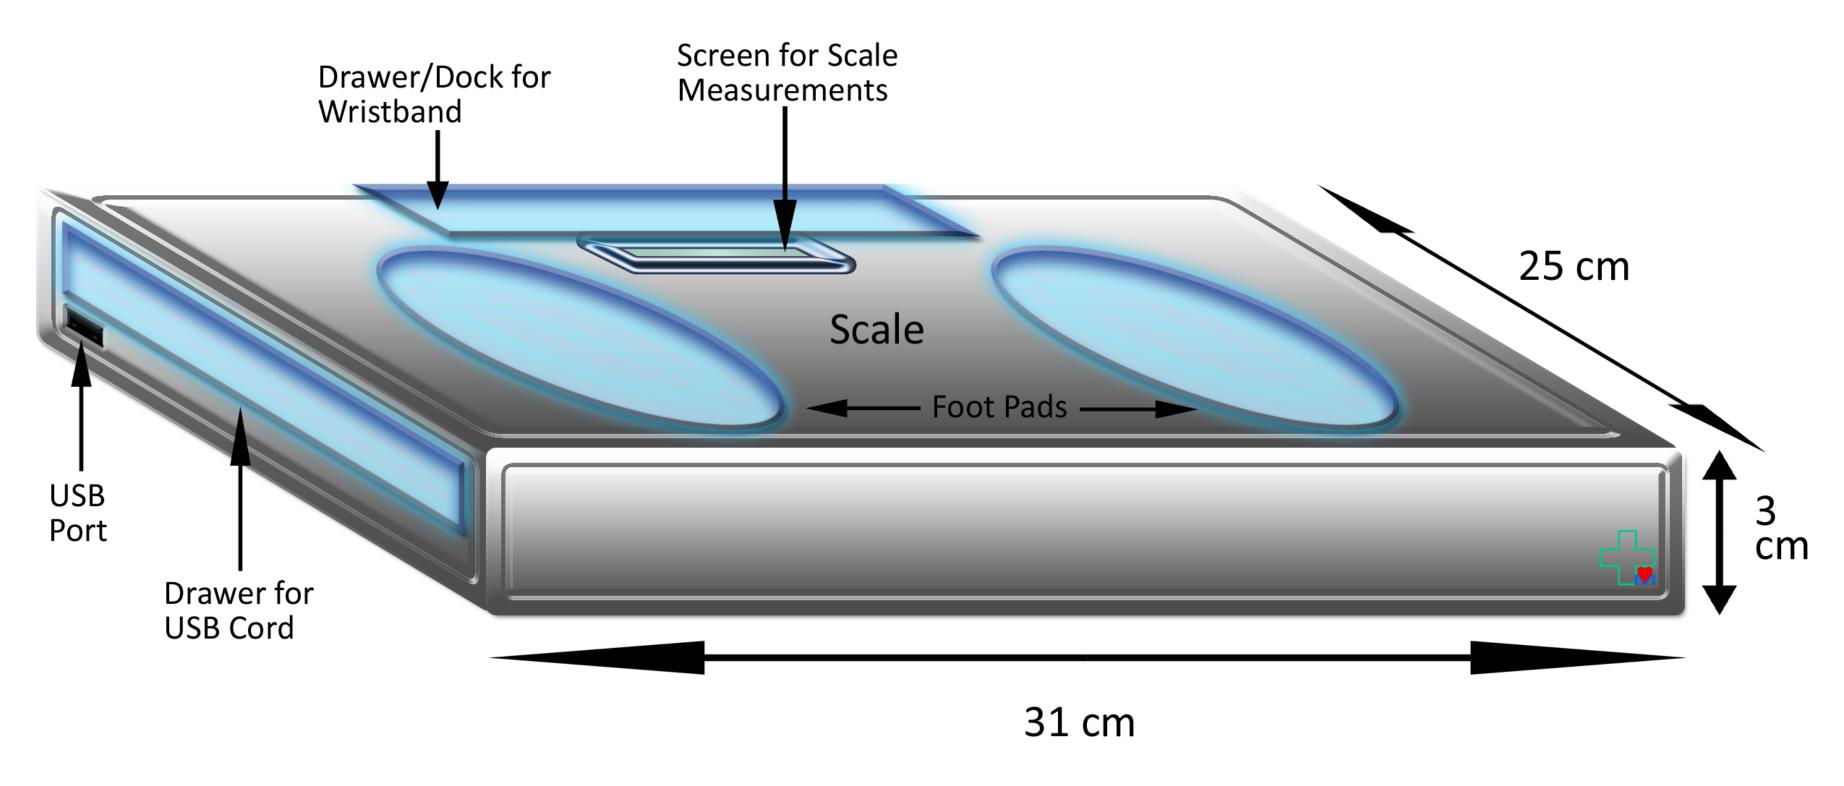 Screen for Scale
Measurements
Drawer/Dock for
Wristband
25 cm
Scale
Foot Pads
USB
Port
3
cm
Drawer for
USB Cord
31 cm